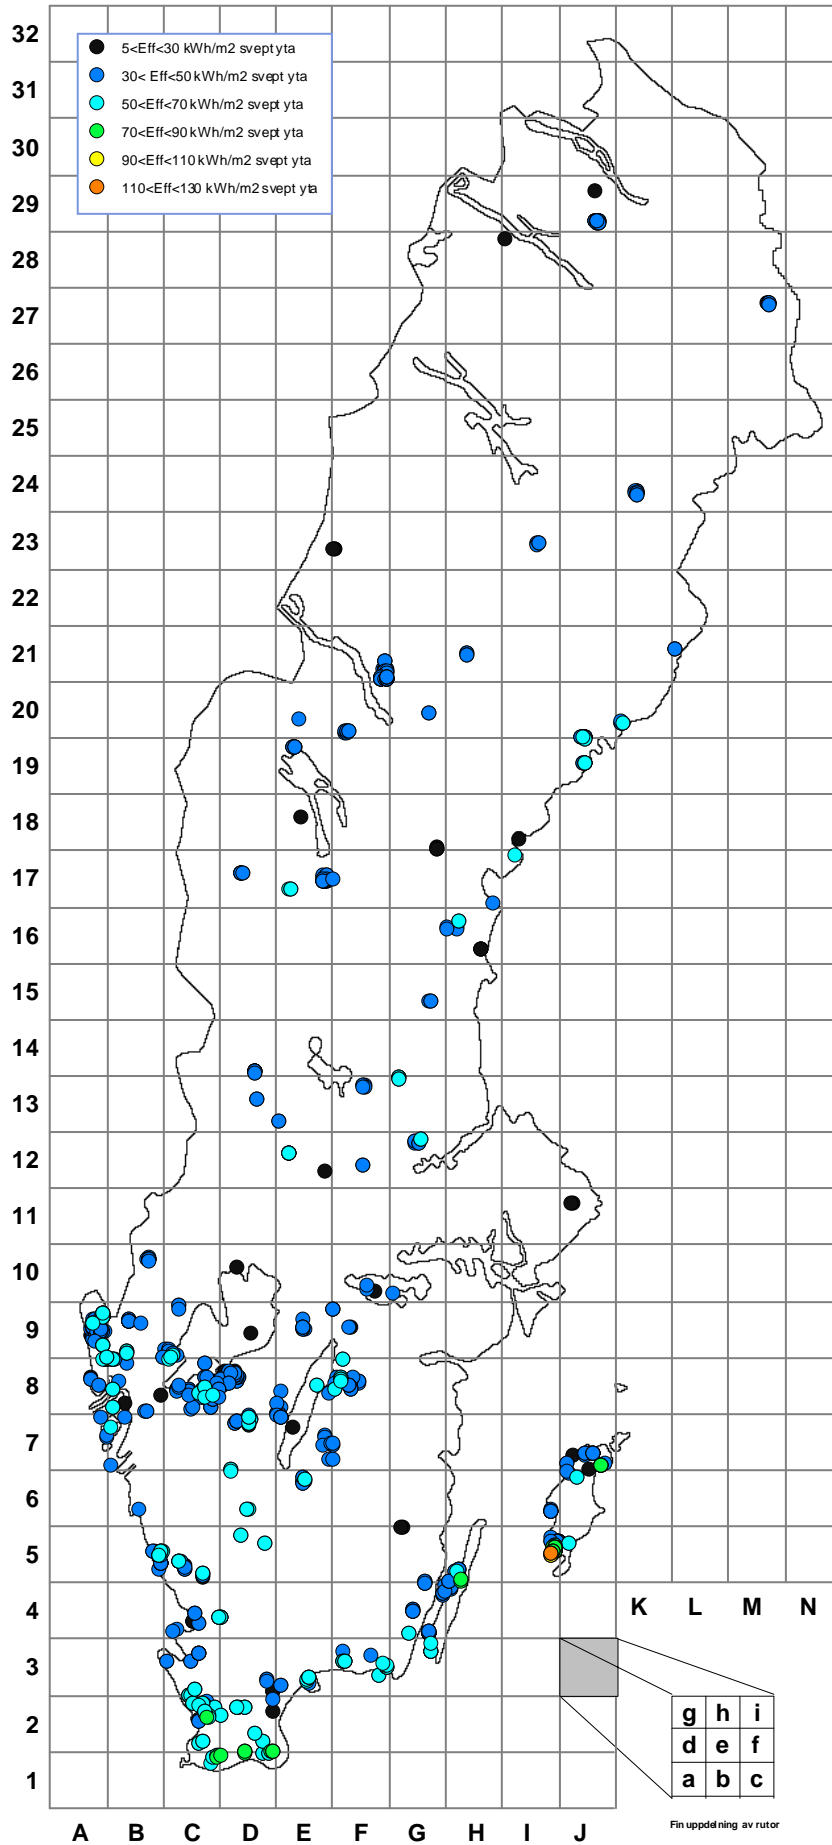 32
5<Eff<30 kWh/m2 svept yta
30< Eff<50 kWh/m2 svept yta
31
50<Eff<70 kWh/m2 svept yta
70<Eff<90 kWh/m2 svept yta
30
90<Eff<110 kWh/m2 svept yta
110<Eff<130 kWh/m2 svept yta
29
28
27
26
25
24
23
22
21
20
19
18
17
16
15
14
13
12
11
10
9
8
7
6
5
4
K L M N
3
g h i
2
d e f
a b c
1
Fin uppdelning av rutor
A B C D E F G H I J